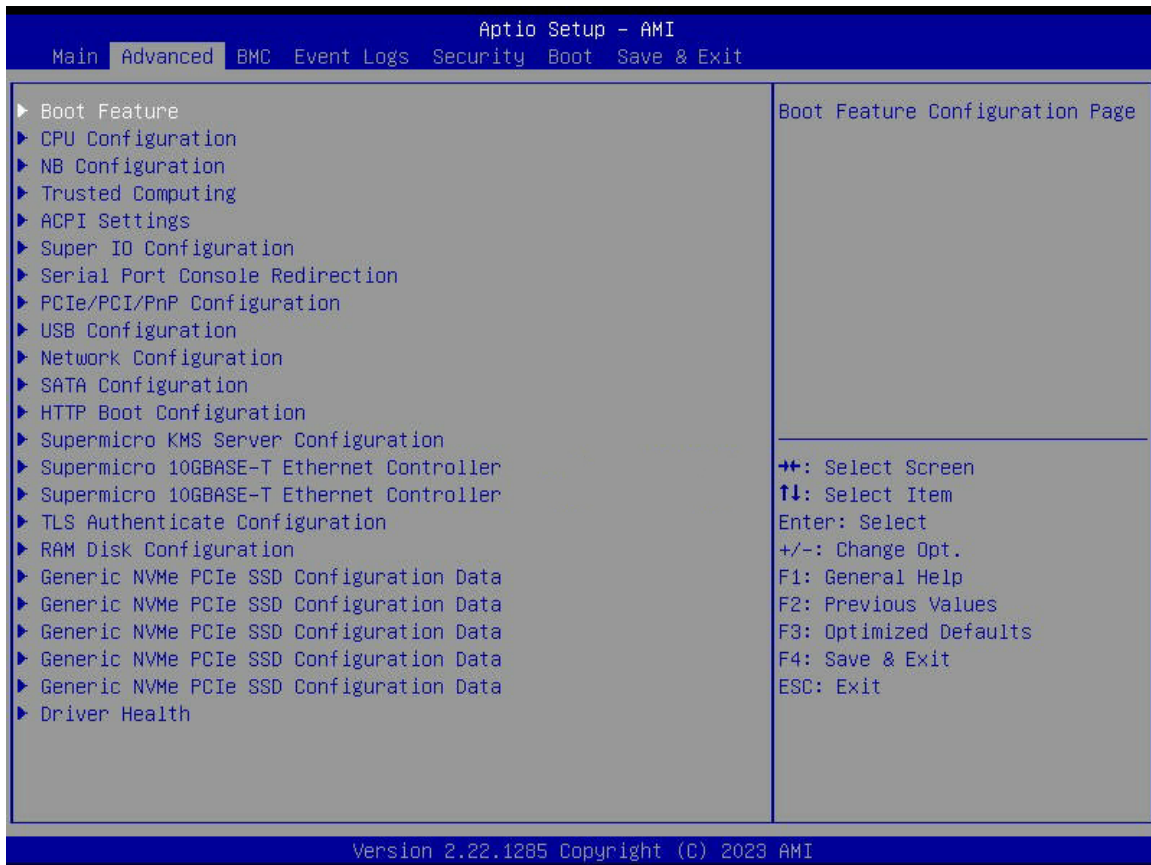 Aptio Setup – AMI
Main Advanced BMC Event Logs Security Boot Save & Exit
▶ Boot Feature
▶ CPU Configuration
▶ NB Configuration
▶ Trusted Computing
▶ ACPI Settings
▶ Super IO Configuration
▶ Serial Port Console Redirection
▶ PCIe/PCI/PnP Configuration
▶ USB Configuration
▶ Network Configuration
▶ SATA Configuration
▶ HTTP Boot Configuration
▶ Supermicro KMS Server Configuration
▶ Supermicro 10GBASE-T Ethernet Controller
▶ Supermicro 10GBASE-T Ethernet Controller
▶ TLS Authenticate Configuration
▶ RAM Disk Configuration
▶ Generic NVMe PCIe SSD Configuration Data
▶ Generic NVMe PCIe SSD Configuration Data
▶ Generic NVMe PCIe SSD Configuration Data
▶ Generic NVMe PCIe SSD Configuration Data
▶ Generic NVMe PCIe SSD Configuration Data
▶ Driver Health
Boot Feature Configuration Page
→←: Select Screen
↑↓: Select Item
Enter: Select
+/-: Change Opt.
F1: General Help
F2: Previous Values
F3: Optimized Defaults
F4: Save & Exit
ESC: Exit
Version 2.22.1285 Copyright (C) 2023 AMI